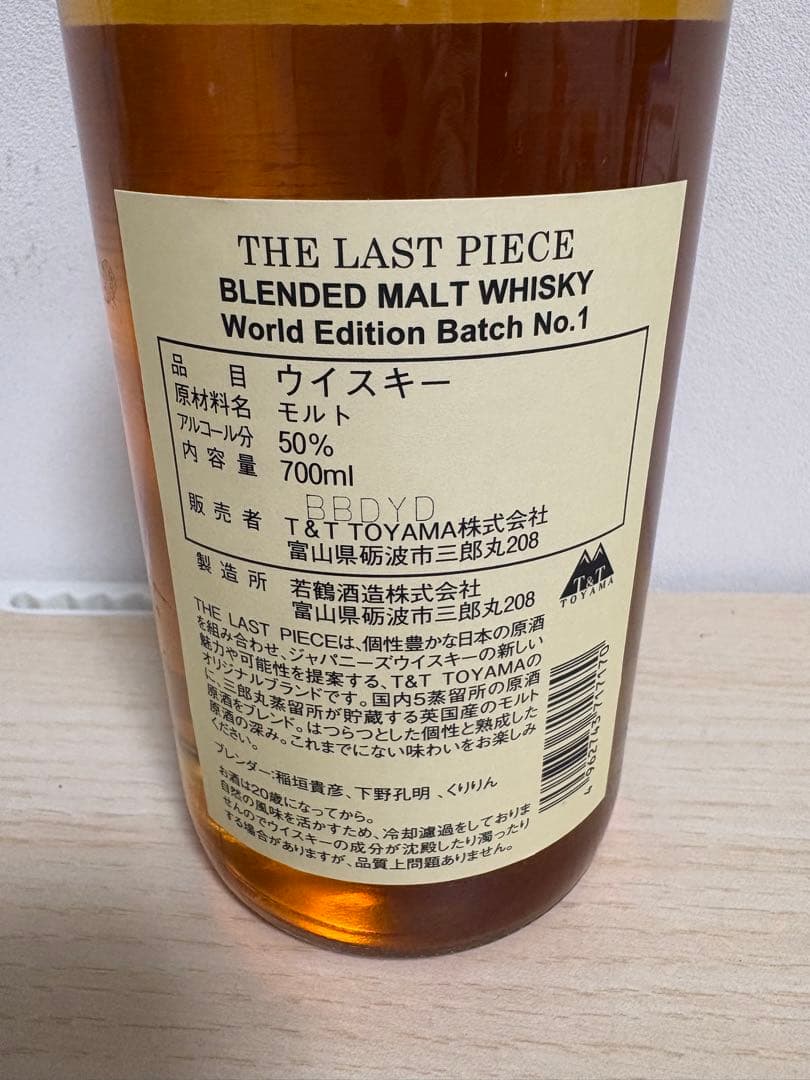 THE LAST PIECE
BLENDED MALT WHISKY
World Edition Batch No.1
品目 ウイスキー
原材料名 モルト
アルコール分 50%
内容量 700ml
BBDYD
販売者 T&T TOYAMA株式会社
富山県砺波市三郎丸208
製造所 若鶴酒造株式会社
富山県砺波市三郎丸208
T&T
TOYAMA
THE LAST PIECEは、個性豊かな日本の原酒
を組み合わせ、ジャパニーズウイスキーの新しい
魅力や可能性を提案する、T&T TOYAMAの
オリジナルブランドです。国内5蒸留所の原酒
に、三郎丸蒸留所が貯蔵する英国産のモルト
原酒をブレンド。はつらつとした個性と熟成した
原酒の深み。これまでにない味わいをお楽しみ
ください。
ブレンダー:稲垣貴彦、下野孔明、くりりん
お酒は20歳になってから。
自然の風味を活かすため、冷却濾過をしておりま
せんのでウイスキーの成分が沈殿したり濁ったり
する場合がありますが、品質上問題ありません。
4962745717170